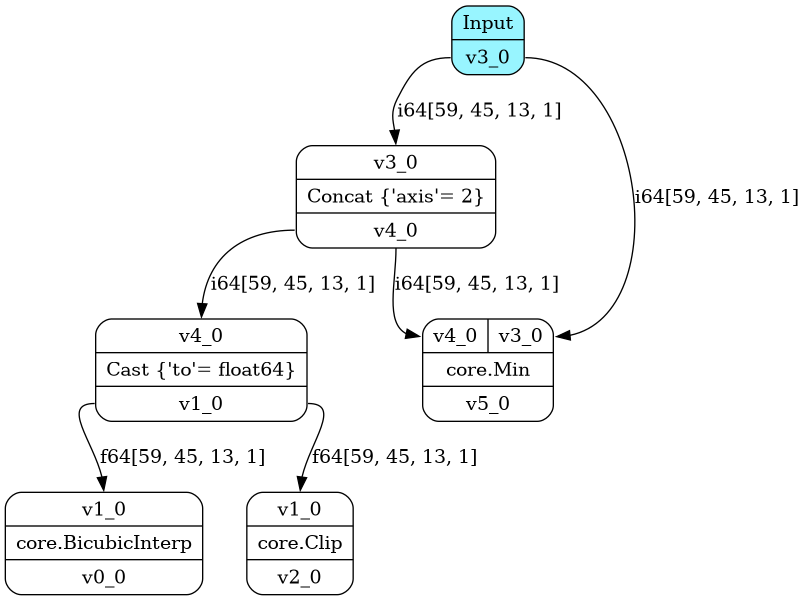 Input
v3_0
i64[59, 45, 13, 1]
i64[59, 45, 13, 1]
v3_0
Concat {'axis'= 2}
v4_0
i64[59, 45, 13, 1]
i64[59, 45, 13, 1]
v4_0
Cast {'to'= float64}
v1_0
v4_0 v3_0
core.Min
v5_0
f64[59, 45, 13, 1]
f64[59, 45, 13, 1]
v1_0
core.BicubicInterp
v0_0
v1_0
core.Clip
v2_0